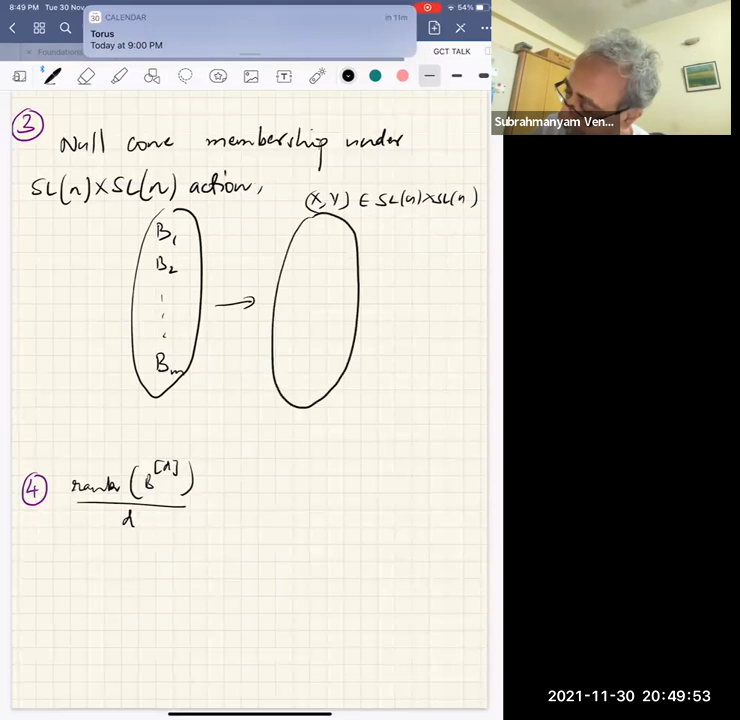 8:49 PM Tue 30 Nov
54%
CALENDAR
in 11m
30
Torus
Today at 9:00 PM
Foundations
GCT TALK
Subrahmanyam Ven...
③ Null cone membership under
SL(n)×SL(n) action,
(X, Y) ∈ SL(n)×SL(n)
B₁
B₂
⋮
Bₘ
→
④ rank (B^[d])
d
2021-11-30 20:49:53